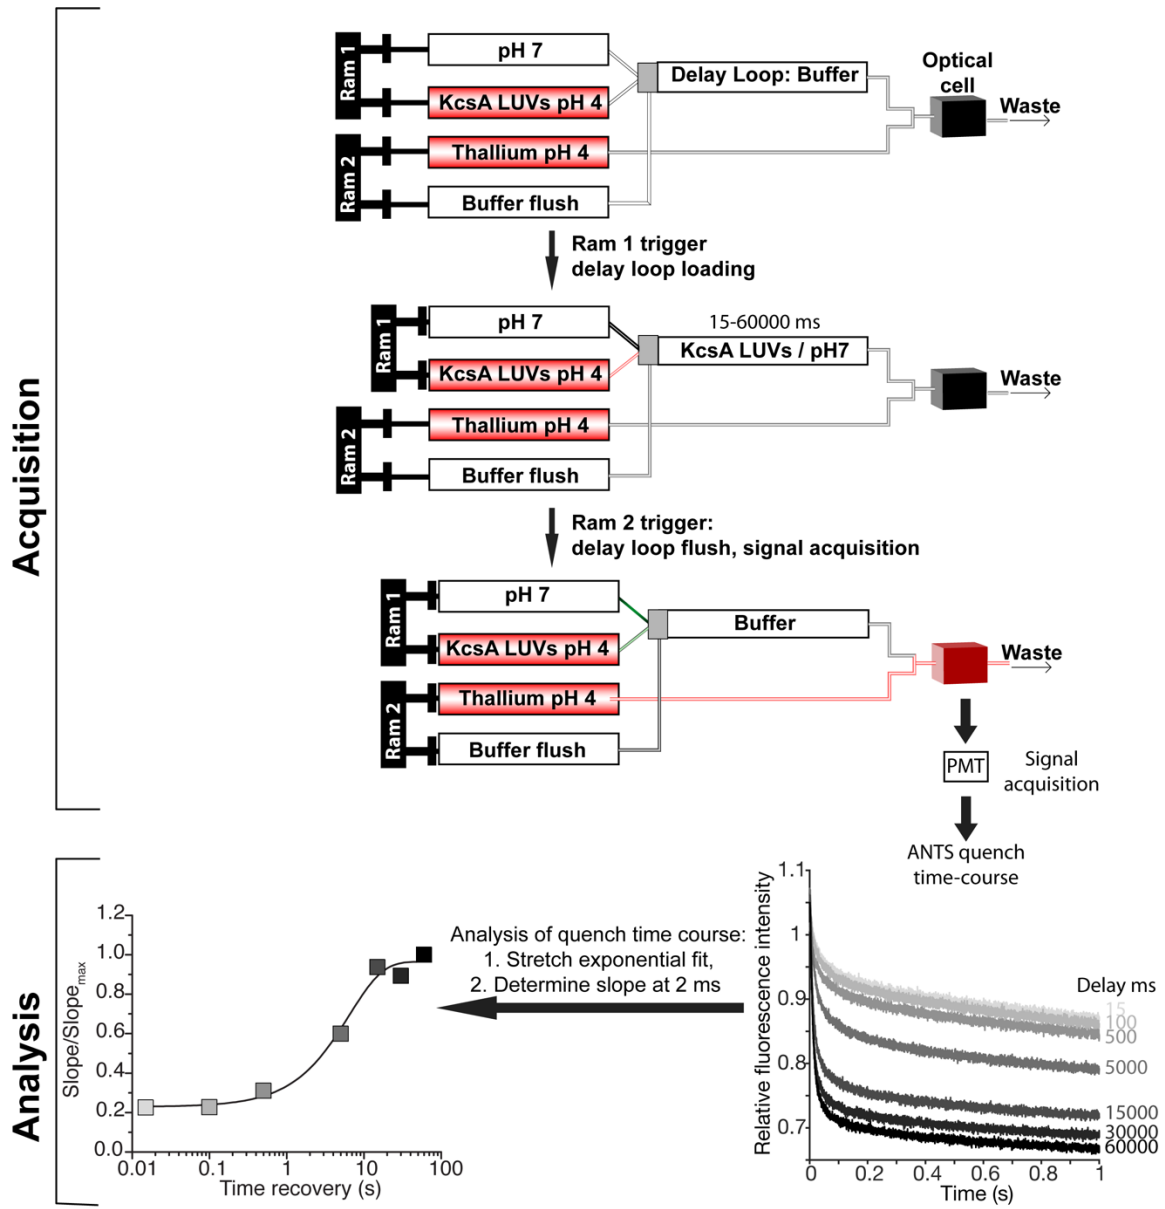 Acquisition
Ram 1
pH 7
KcsA LUVs pH 4
Ram 2
Thallium pH 4
Buffer flush
Delay Loop: Buffer
Optical
cell
Waste
Ram 1 trigger
delay loop loading
Ram 1
pH 7
KcsA LUVs pH 4
Ram 2
Thallium pH 4
Buffer flush
15-60000 ms
KcsA LUVs / pH7
Waste
Ram 2 trigger:
delay loop flush, signal acquisition
Ram 1
pH 7
KcsA LUVs pH 4
Ram 2
Thallium pH 4
Buffer flush
Buffer
Waste
PMT
Signal
acquisition
ANTS quench
time-course
Analysis
Slope/Slopemax
1.2
1.0
0.8
0.6
0.4
0.2
0.0
0.01
0.1
1
10
100
Time recovery (s)
Analysis of quench time course:
1. Stretch exponential fit,
2. Determine slope at 2 ms
Relative fluorescence intensity
1.1
1
0.9
0.8
0.7
0
0.2
0.4
0.6
0.8
1
Time (s)
Delay ms
15
100
500
5000
15000
30000
60000